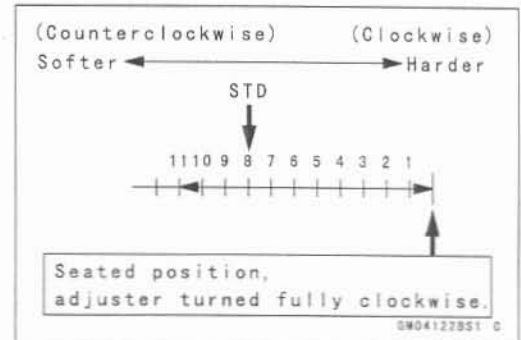 (Counterclockwise) (Clockwise)
Softer Harder
STD
11 10 9 8 7 6 5 4 3 2 1
Seated position,
adjuster turned fully clockwise.
GM04122BS1 C